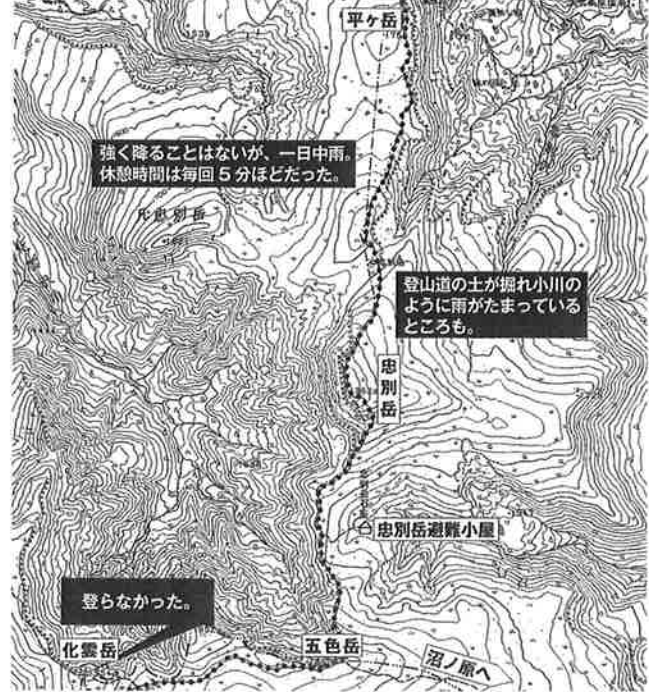 平ヶ岳
強く降ることはないが、一日中雨。
休憩時間は毎回5分ほどだった。
登山道の土が掘れ小川の
ように雨がたまっている
ところも。
忠別岳
忠別岳避難小屋
登らなかった。
化雲岳
五色岳
沼ノ原へ